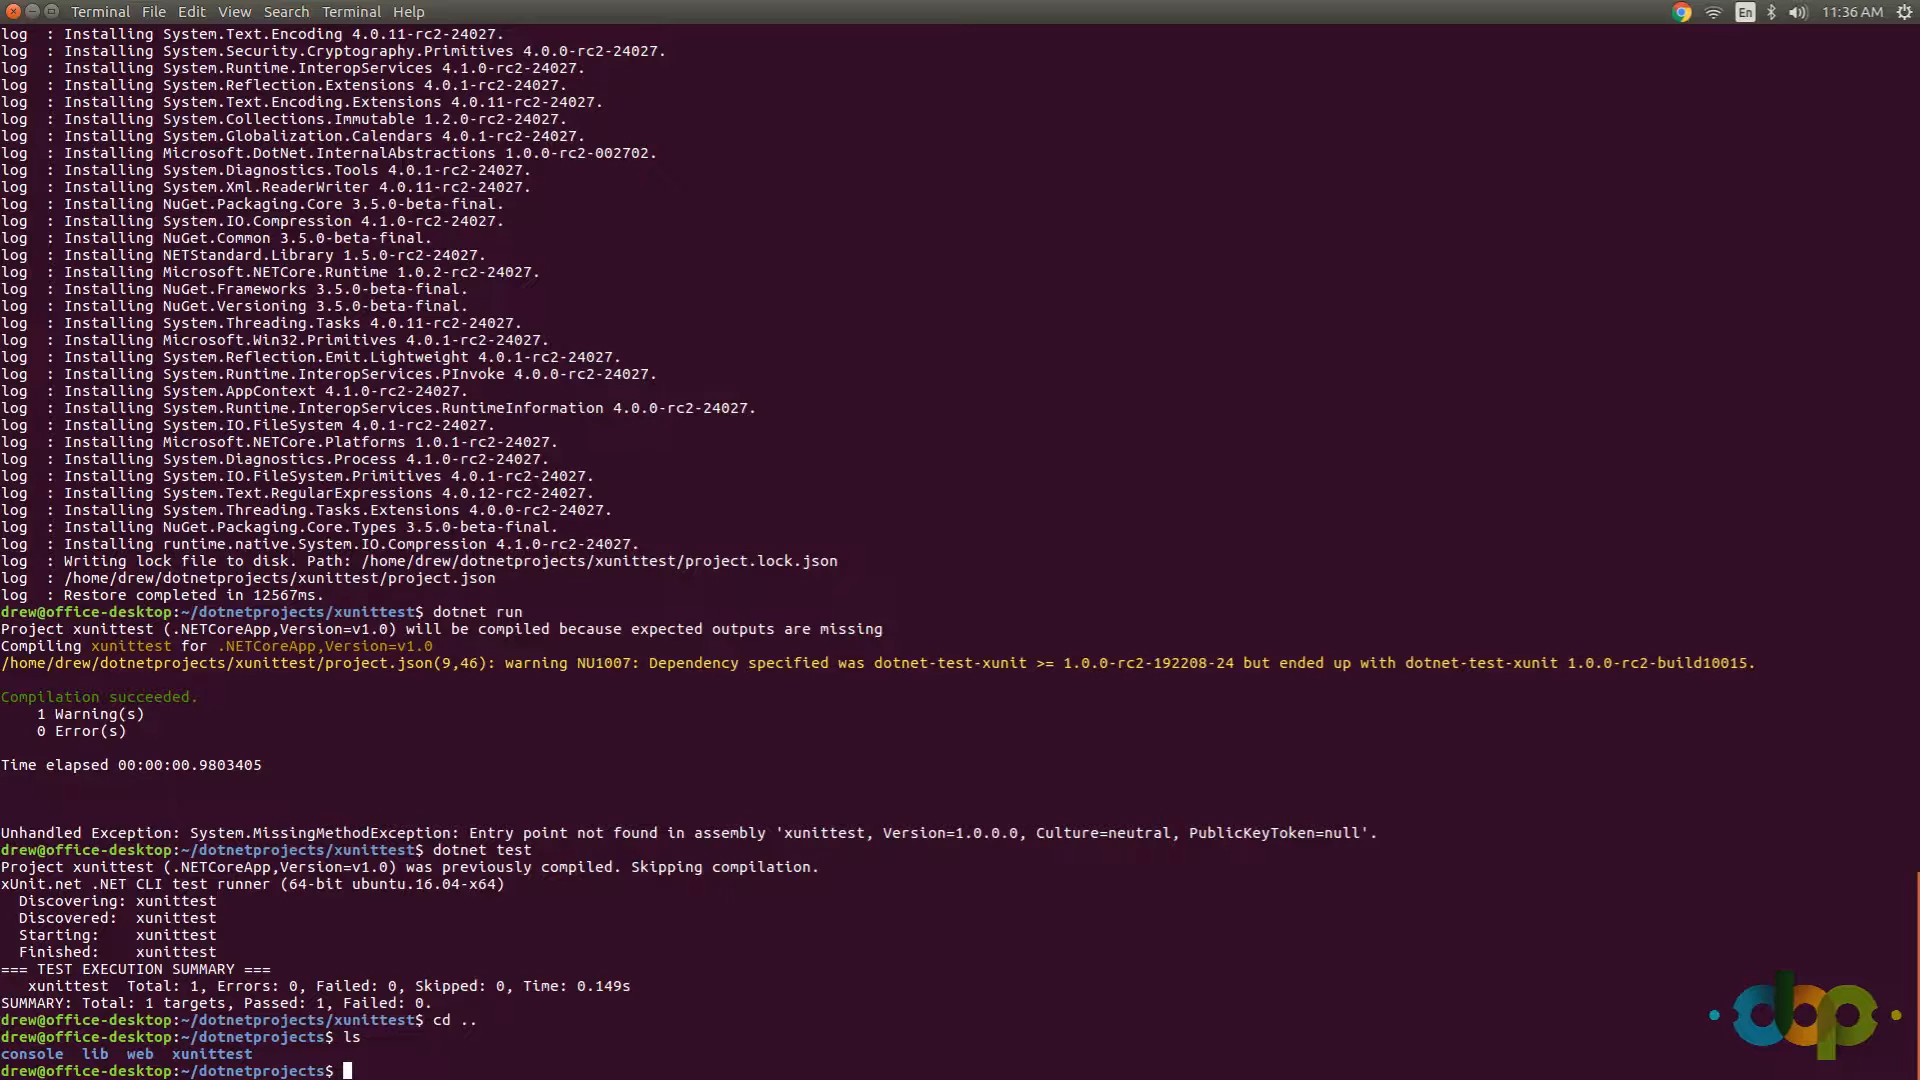 Terminal File Edit View Search Terminal Help En 11:36 AM
log  : Installing System.Text.Encoding 4.0.11-rc2-24027.
log  : Installing System.Security.Cryptography.Primitives 4.0.0-rc2-24027.
log  : Installing System.Runtime.InteropServices 4.1.0-rc2-24027.
log  : Installing System.Reflection.Extensions 4.0.1-rc2-24027.
log  : Installing System.Text.Encoding.Extensions 4.0.11-rc2-24027.
log  : Installing System.Collections.Immutable 1.2.0-rc2-24027.
log  : Installing System.Globalization.Calendars 4.0.1-rc2-24027.
log  : Installing Microsoft.DotNet.InternalAbstractions 1.0.0-rc2-002702.
log  : Installing System.Diagnostics.Tools 4.0.1-rc2-24027.
log  : Installing System.Xml.ReaderWriter 4.0.11-rc2-24027.
log  : Installing NuGet.Packaging.Core 3.5.0-beta-final.
log  : Installing System.IO.Compression 4.1.0-rc2-24027.
log  : Installing NuGet.Common 3.5.0-beta-final.
log  : Installing NETStandard.Library 1.5.0-rc2-24027.
log  : Installing Microsoft.NETCore.Runtime 1.0.2-rc2-24027.
log  : Installing NuGet.Frameworks 3.5.0-beta-final.
log  : Installing NuGet.Versioning 3.5.0-beta-final.
log  : Installing System.Threading.Tasks 4.0.11-rc2-24027.
log  : Installing Microsoft.Win32.Primitives 4.0.1-rc2-24027.
log  : Installing System.Reflection.Emit.Lightweight 4.0.1-rc2-24027.
log  : Installing System.Runtime.InteropServices.PInvoke 4.0.0-rc2-24027.
log  : Installing System.AppContext 4.1.0-rc2-24027.
log  : Installing System.Runtime.InteropServices.RuntimeInformation 4.0.0-rc2-24027.
log  : Installing System.IO.FileSystem 4.0.1-rc2-24027.
log  : Installing Microsoft.NETCore.Platforms 1.0.1-rc2-24027.
log  : Installing System.Diagnostics.Process 4.1.0-rc2-24027.
log  : Installing System.IO.FileSystem.Primitives 4.0.1-rc2-24027.
log  : Installing System.Text.RegularExpressions 4.0.12-rc2-24027.
log  : Installing System.Threading.Tasks.Extensions 4.0.0-rc2-24027.
log  : Installing NuGet.Packaging.Core.Types 3.5.0-beta-final.
log  : Installing runtime.native.System.IO.Compression 4.1.0-rc2-24027.
log  : Writing lock file to disk. Path: /home/drew/dotnetprojects/xunittest/project.lock.json
log  : /home/drew/dotnetprojects/xunittest/project.json
log  : Restore completed in 12567ms.
drew@office-desktop:~/dotnetprojects/xunittest$ dotnet run
Project xunittest (.NETCoreApp,Version=v1.0) will be compiled because expected outputs are missing
Compiling xunittest for .NETCoreApp,Version=v1.0
/home/drew/dotnetprojects/xunittest/project.json(9,46): warning NU1007: Dependency specified was dotnet-test-xunit >= 1.0.0-rc2-192208-24 but ended up with dotnet-test-xunit 1.0.0-rc2-build10015.
Compilation succeeded.
    1 Warning(s)
    0 Error(s)
Time elapsed 00:00:00.9803405
Unhandled Exception: System.MissingMethodException: Entry point not found in assembly 'xunittest, Version=1.0.0.0, Culture=neutral, PublicKeyToken=null'.
drew@office-desktop:~/dotnetprojects/xunittest$ dotnet test
Project xunittest (.NETCoreApp,Version=v1.0) was previously compiled. Skipping compilation.
xUnit.net .NET CLI test runner (64-bit ubuntu.16.04-x64)
  Discovering: xunittest
  Discovered:  xunittest
  Starting:    xunittest
  Finished:    xunittest
=== TEST EXECUTION SUMMARY ===
   xunittest  Total: 1, Errors: 0, Failed: 0, Skipped: 0, Time: 0.149s
SUMMARY: Total: 1 targets, Passed: 1, Failed: 0.
drew@office-desktop:~/dotnetprojects/xunittest$ cd ..
drew@office-desktop:~/dotnetprojects$ ls
console  lib  web  xunittest
drew@office-desktop:~/dotnetprojects$
dop